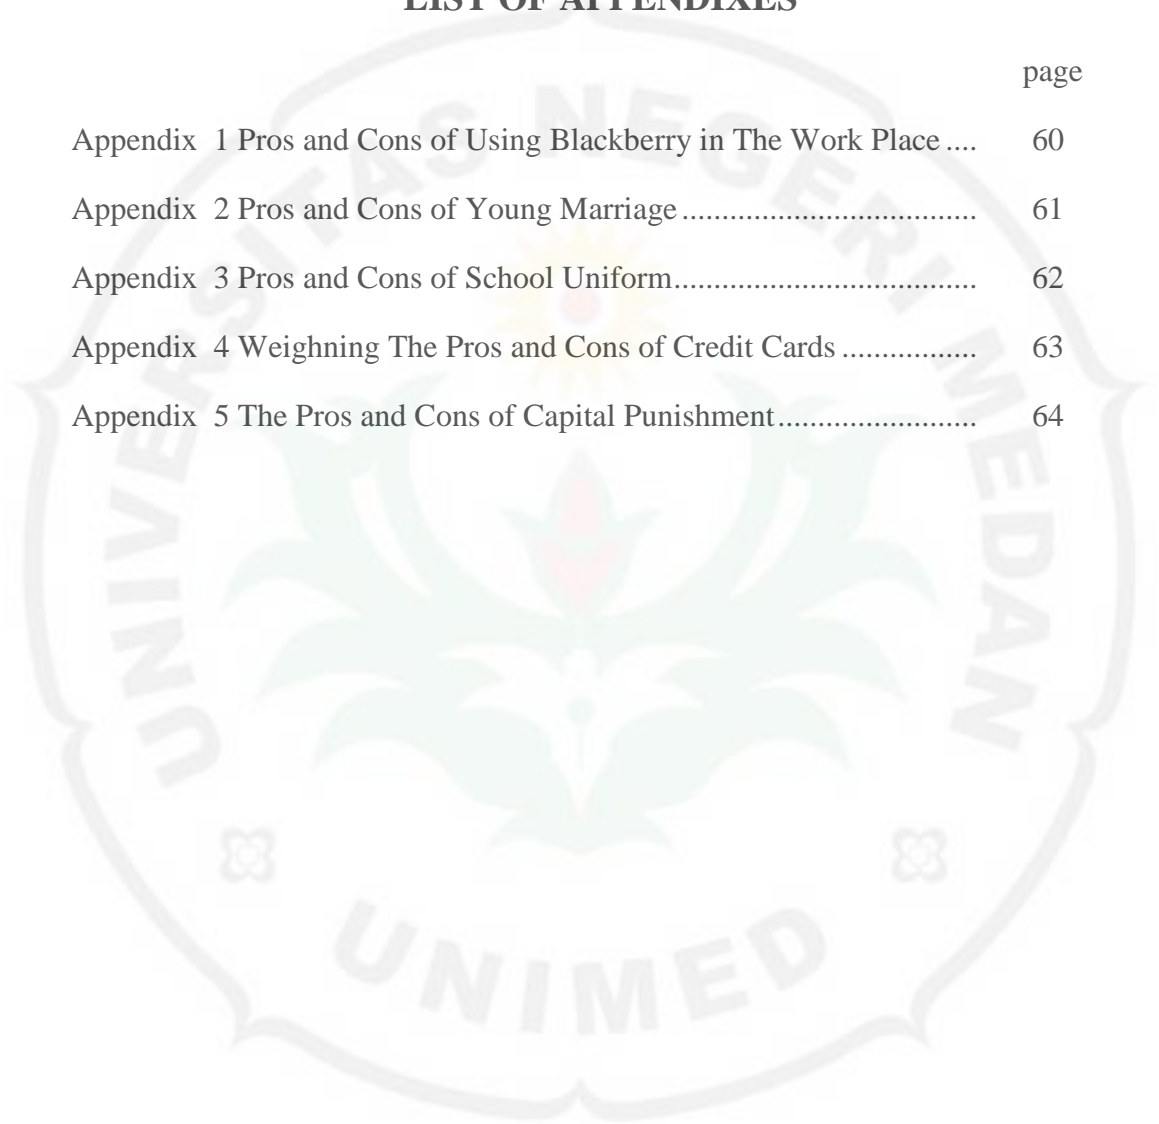 LIST OF APPENDIXES
page
Appendix 1 Pros and Cons of Using Blackberry in The Work Place .... 60
Appendix 2 Pros and Cons of Young Marriage ..................................... 61
Appendix 3 Pros and Cons of School Uniform...................................... 62
Appendix 4 Weighning The Pros and Cons of Credit Cards ................. 63
Appendix 5 The Pros and Cons of Capital Punishment......................... 64
UNIVERSITAS NEGERI MEDAN
UNIMED